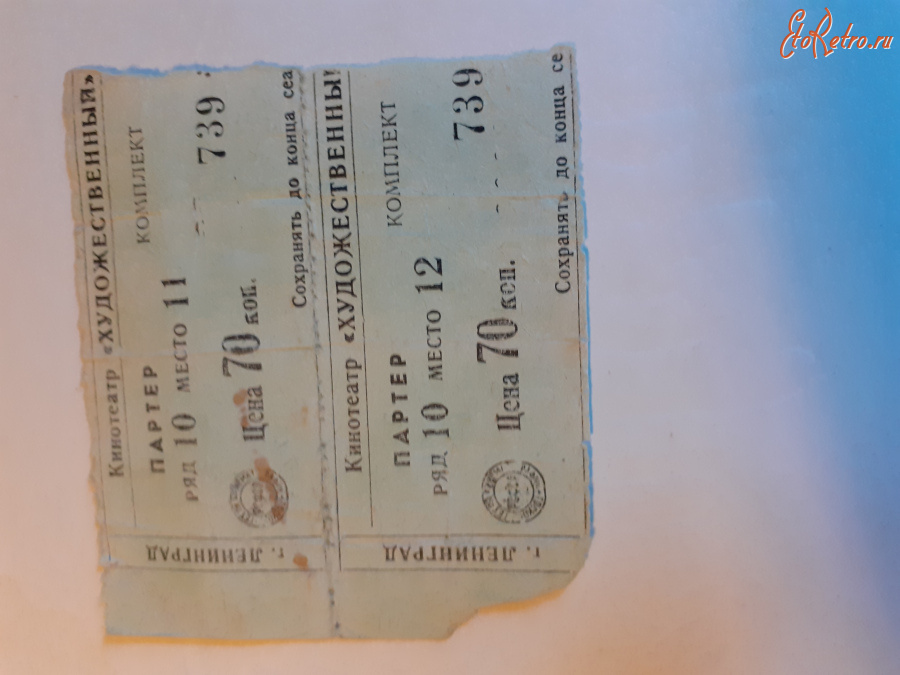 EtoRetro.ru
Кинотеатр «ХУДОЖЕСТВЕННЫЙ»
ПАРТЕР КОМПЛЕКТ
РЯД 10 МЕСТО 11
739
Цена 70 коп.
Сохранять до конца сеа
г. ЛЕНИНГРАД
Кинотеатр «ХУДОЖЕСТВЕННЫ
ПАРТЕР КОМПЛЕКТ
РЯД 10 МЕСТО 12
739
Цена 70 коп.
Сохранять до конца се
г. ЛЕНИНГРАД